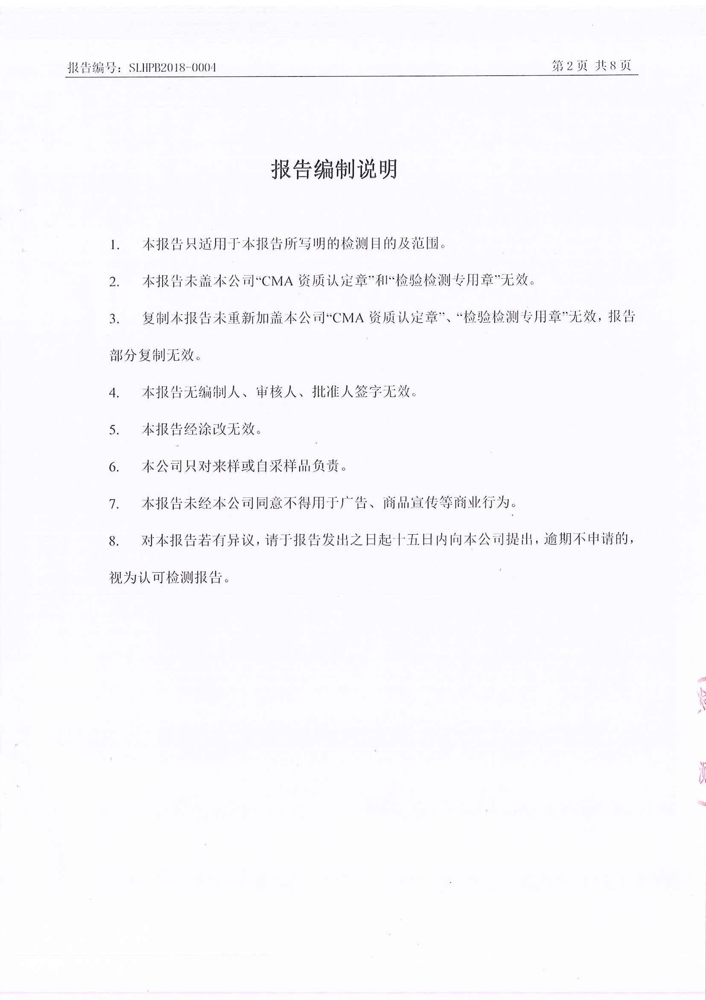 报告编号：SLHPB2018-0004
第 2 页 共 8 页
报告编制说明
1. 本报告只适用于本报告所写明的检测目的及范围。
2. 本报告未盖本公司“CMA 资质认定章”和“检验检测专用章”无效。
3. 复制本报告未重新加盖本公司“CMA 资质认定章”、“检验检测专用章”无效，报告
部分复制无效。
4. 本报告无编制人、审核人、批准人签字无效。
5. 本报告经涂改无效。
6. 本公司只对来样或自采样品负责。
7. 本报告未经本公司同意不得用于广告、商品宣传等商业行为。
8. 对本报告若有异议，请于报告发出之日起十五日内向本公司提出，逾期不申请的，
视为认可检测报告。